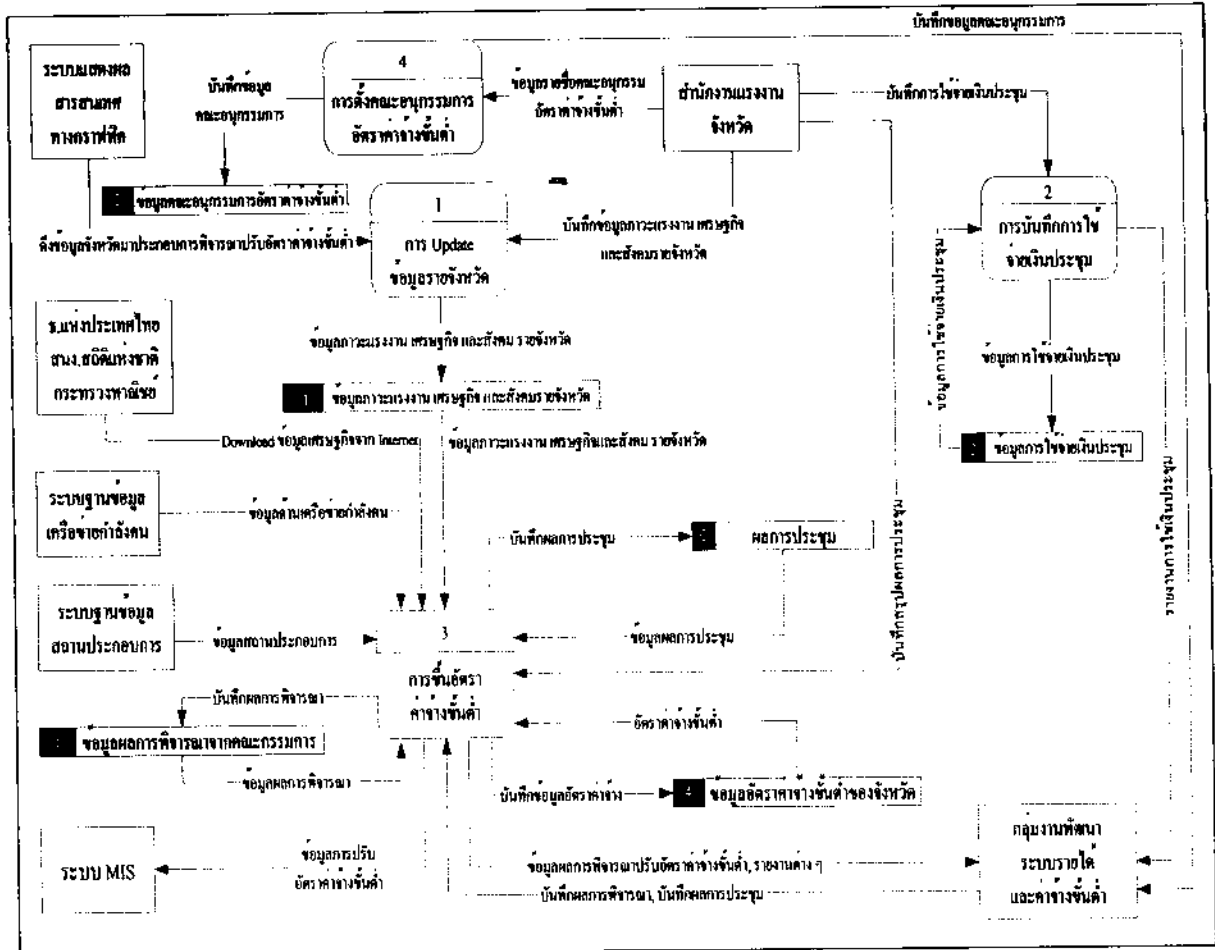 บันทึกข้อมูลคณะอนุกรรมการ
ระบบแสดงผล
สารสนเทศ
ทางกราฟฟิค
บันทึกข้อมูล
คณะอนุกรรมการ
4
การตั้งคณะอนุกรรมการ
อัตราค่าจ้างขั้นต่ำ
ข้อมูลรายชื่อคณะอนุกรรม
อัตราค่าจ้างขั้นต่ำ
สำนักงานแรงงาน
จังหวัด
บันทึกการใช้จ่ายเงินประชุม
ข้อมูลคณะอนุกรรมการอัตราค่าจ้างขั้นต่ำ
ดึงข้อมูลจังหวัดมาประกอบการพิจารณาปรับอัตราค่าจ้างขั้นต่ำ
1
การ Update
ข้อมูลรายจังหวัด
บันทึกข้อมูลภาวะแรงงาน เศรษฐกิจ
และสังคมรายจังหวัด
2
การบันทึกการใช้
จ่ายเงินประชุม
ข้อมูลการใช้จ่ายเงินประชุม
ข้อมูลการใช้จ่ายเงินประชุม
ข้อมูลการใช้จ่ายเงินประชุม
ธ.แห่งประเทศไทย
สนง.สถิติแห่งชาติ
กระทรวงพาณิชย์
ข้อมูลภาวะแรงงาน เศรษฐกิจ และสังคม รายจังหวัด
1 ข้อมูลภาวะแรงงาน เศรษฐกิจ และสังคมรายจังหวัด
Download ข้อมูลเศรษฐกิจจาก Internet
ข้อมูลภาวะแรงงาน เศรษฐกิจและสังคม รายจังหวัด
ระบบฐานข้อมูล
เครือข่ายกำลังคน
ข้อมูลด้านเครือข่ายกำลังคน
บันทึกผลการประชุม
ผลการประชุม
บันทึกสรุปผลการประชุม
รายงานการใช้เงินประชุม
ระบบฐานข้อมูล
สถานประกอบการ
ข้อมูลสถานประกอบการ
3
การขึ้นอัตรา
ค่าจ้างขั้นต่ำ
ข้อมูลผลการประชุม
บันทึกผลการพิจารณา
ข้อมูลผลการพิจารณาจากคณะกรรมการ
ข้อมูลผลการพิจารณา
อัตราค่าจ้างขั้นต่ำ
บันทึกข้อมูลอัตราค่าจ้าง
4 ข้อมูลอัตราค่าจ้างขั้นต่ำของจังหวัด
ระบบ MIS
ข้อมูลการปรับ
อัตราค่าจ้างขั้นต่ำ
ข้อมูลผลการพิจารณาปรับอัตราค่าจ้างขั้นต่ำ, รายงานต่าง ๆ
บันทึกผลการพิจารณา, บันทึกผลการประชุม
กลุ่มงานพัฒนา
ระบบรายได้
และค่าจ้างขั้นต่ำ